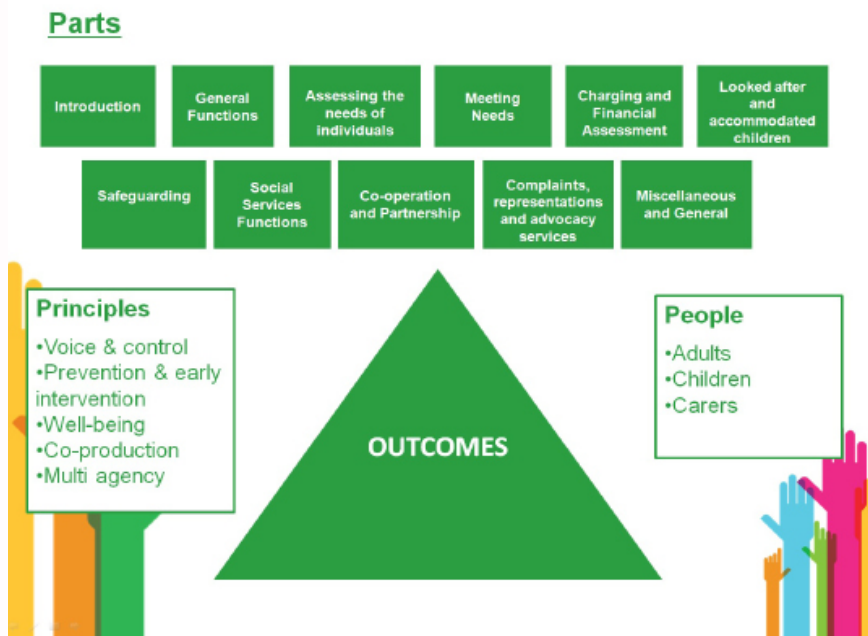 Parts
Introduction
General
Functions
Assessing the
needs of
individuals
Meeting
Needs
Charging and
Financial
Assessment
Looked after
and
accommodated
children
Safeguarding
Social
Services
Functions
Co-operation
and Partnership
Complaints,
representations
and advocacy
services
Miscellaneous
and General
Principles
•Voice & control
•Prevention & early
intervention
•Well-being
•Co-production
•Multi agency
OUTCOMES
People
•Adults
•Children
•Carers